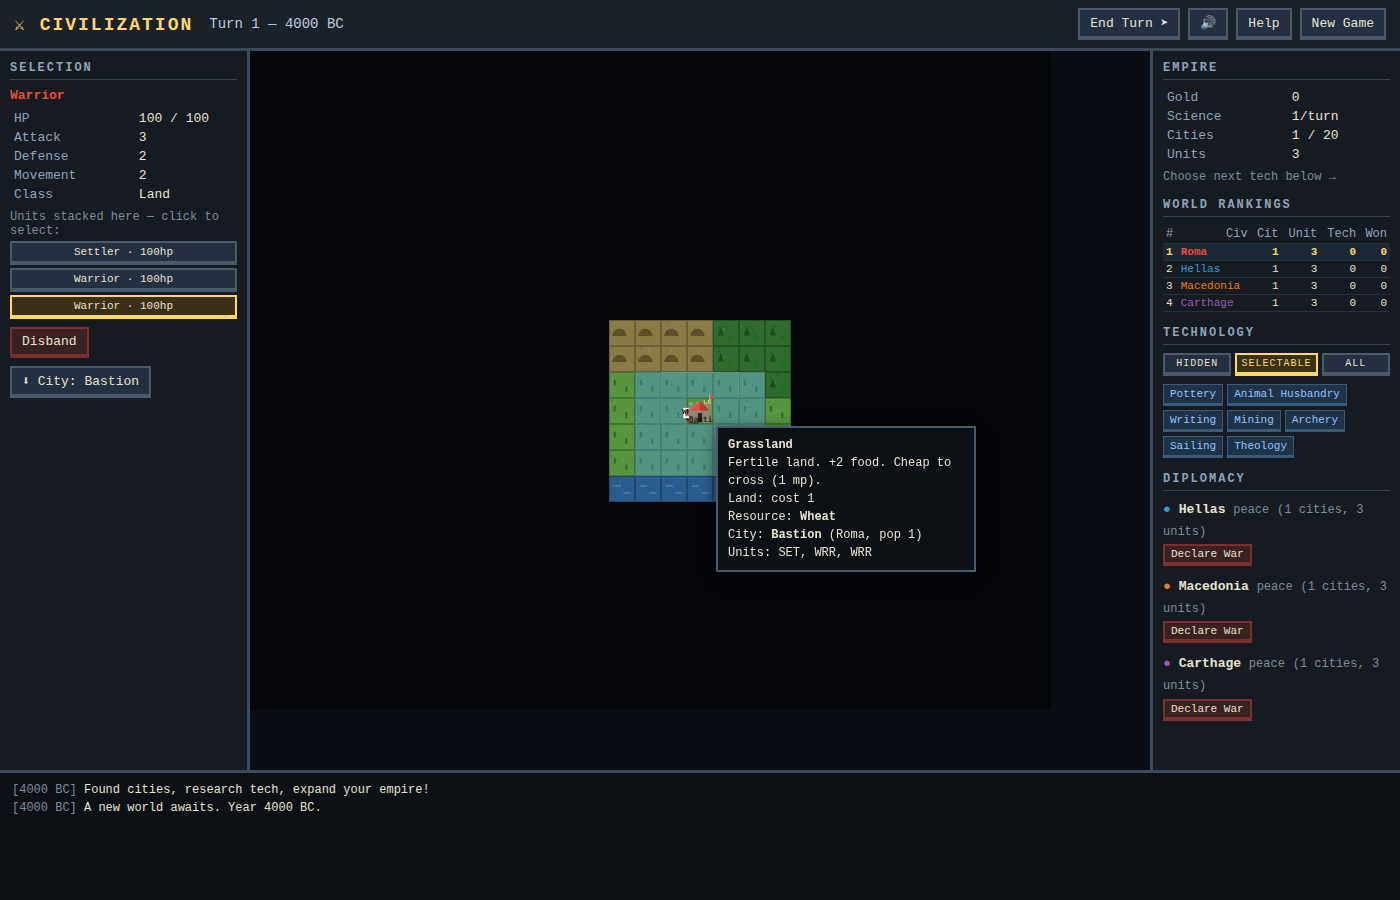 ⚔ CIVILIZATION Turn 1 — 4000 BC
End Turn ➤ 🔊 Help New Game
SELECTION
Warrior
HP 100 / 100
Attack 3
Defense 2
Movement 2
Class Land
Units stacked here — click to
select:
Settler · 100hp
Warrior · 100hp
Warrior · 100hp
Disband
⬇ City: Bastion
Grassland
Fertile land. +2 food. Cheap to
cross (1 mp).
Land: cost 1
Resource: Wheat
City: Bastion (Roma, pop 1)
Units: SET, WRR, WRR
EMPIRE
Gold 0
Science 1/turn
Cities 1 / 20
Units 3
Choose next tech below →
WORLD RANKINGS
# Civ Cit Unit Tech Won
1 Roma 1 3 0 0
2 Hellas 1 3 0 0
3 Macedonia 1 3 0 0
4 Carthage 1 3 0 0
TECHNOLOGY
HIDDEN SELECTABLE ALL
Pottery Animal Husbandry
Writing Mining Archery
Sailing Theology
DIPLOMACY
● Hellas peace (1 cities, 3
units)
Declare War
● Macedonia peace (1 cities, 3
units)
Declare War
● Carthage peace (1 cities, 3
units)
Declare War
[4000 BC] Found cities, research tech, expand your empire!
[4000 BC] A new world awaits. Year 4000 BC.